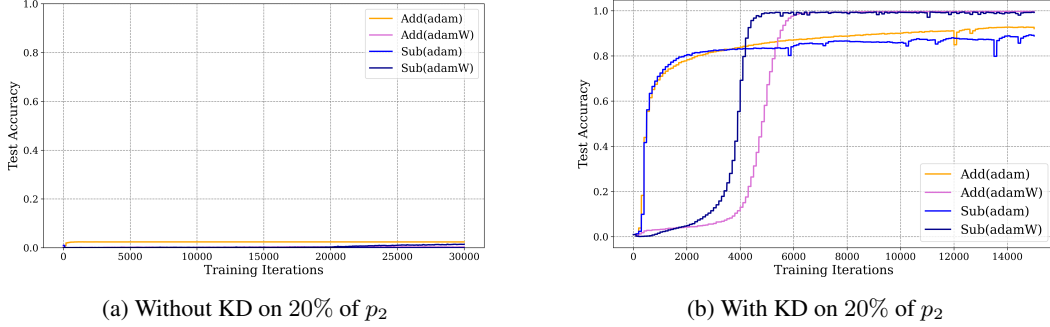 1.0
0.8
0.6
0.4
0.2
0.0
Test Accuracy
0
5000
10000
15000
20000
25000
30000
Training Iterations
Add(adam)
Add(adamW)
Sub(adam)
Sub(adamW)
(a) Without KD on 20% of p₂
1.0
0.8
0.6
0.4
0.2
0.0
Test Accuracy
0
2000
4000
6000
8000
10000
12000
14000
Training Iterations
Add(adam)
Add(adamW)
Sub(adam)
Sub(adamW)
(b) With KD on 20% of p₂